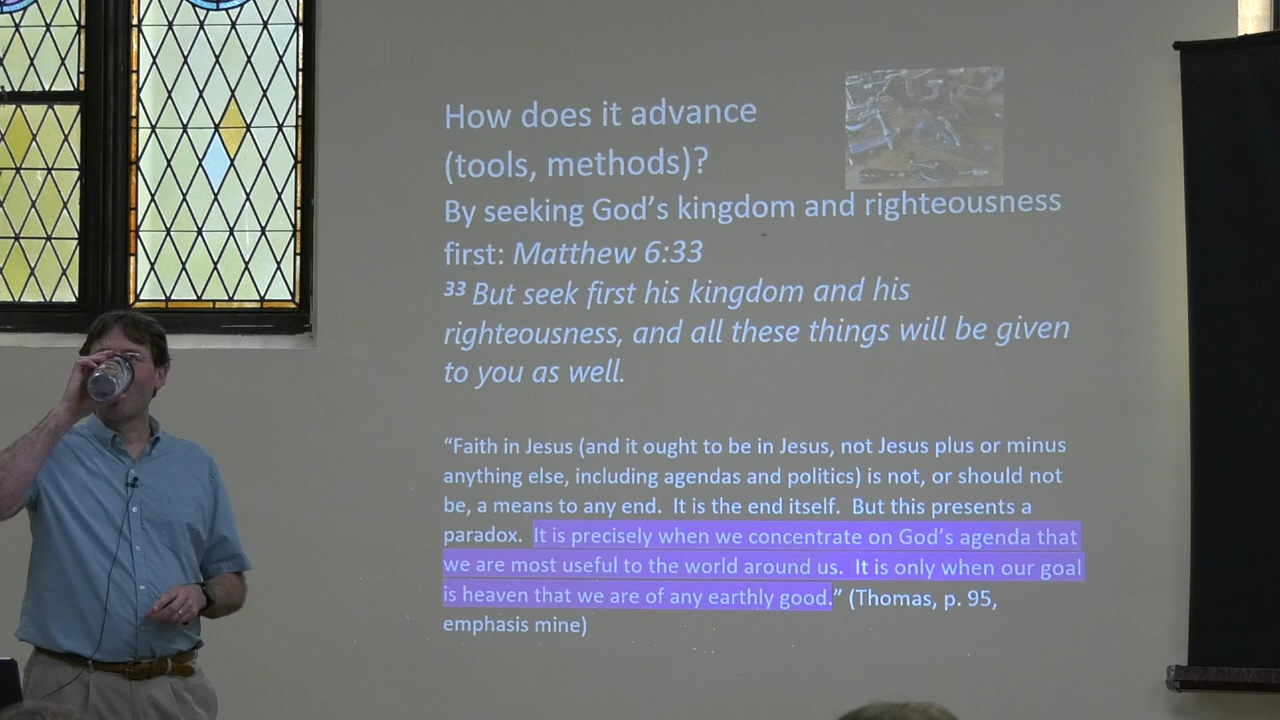 How does it advance
(tools, methods)?
By seeking God's kingdom and righteousness
first: Matthew 6:33
33 But seek first his kingdom and his
righteousness, and all these things will be given
to you as well.
“Faith in Jesus (and it ought to be in Jesus, not Jesus plus or minus
anything else, including agendas and politics) is not, or should not
be, a means to any end.  It is the end itself.  But this presents a
paradox.  It is precisely when we concentrate on God's agenda that
we are most useful to the world around us.  It is only when our goal
is heaven that we are of any earthly good.” (Thomas, p. 95,
emphasis mine)